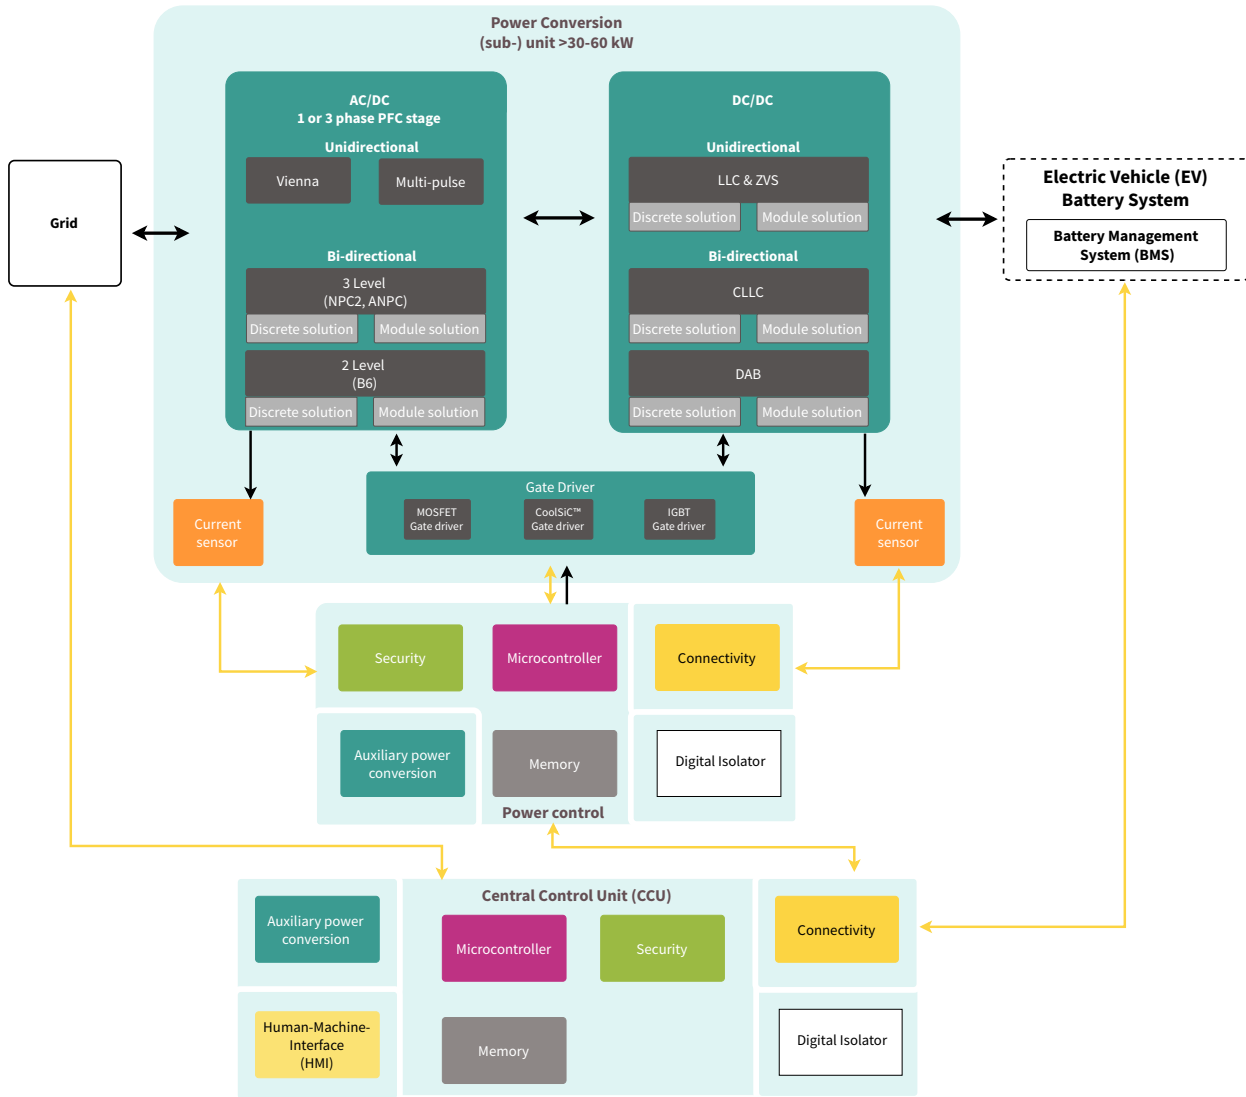 Power Conversion
(sub-) unit >30-60 kW
AC/DC
1 or 3 phase PFC stage
Unidirectional
Vienna
Multi-pulse
Bi-directional
3 Level
(NPC2, ANPC)
Discrete solution
Module solution
2 Level
(B6)
Discrete solution
Module solution
DC/DC
Unidirectional
LLC & ZVS
Discrete solution
Module solution
Bi-directional
CLLC
Discrete solution
Module solution
DAB
Discrete solution
Module solution
Grid
Electric Vehicle (EV)
Battery System
Battery Management
System (BMS)
Gate Driver
MOSFET
Gate driver
CoolSiC™
Gate driver
IGBT
Gate driver
Current
sensor
Current
sensor
Security
Microcontroller
Connectivity
Auxiliary power
conversion
Memory
Digital Isolator
Power control
Central Control Unit (CCU)
Auxiliary power
conversion
Microcontroller
Security
Connectivity
Human-Machine-
Interface
(HMI)
Memory
Digital Isolator